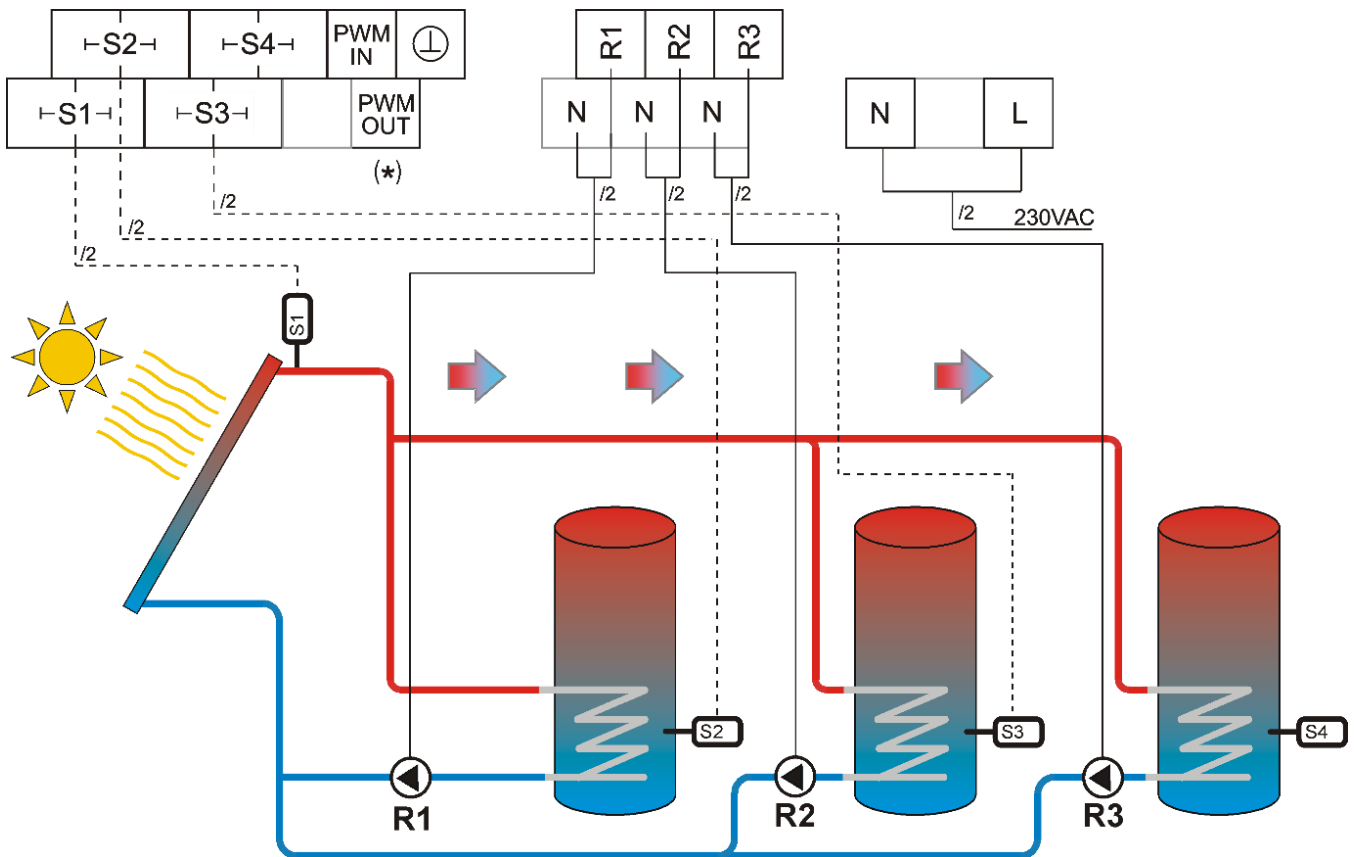 S2 S4 PWM IN
S1 S3 PWM OUT
(*)
R1 R2 R3
N N N
N L
/2 /2 /2 /2 /2 /2 /2
230VAC
S1
S2 S3 S4
R1 R2 R3